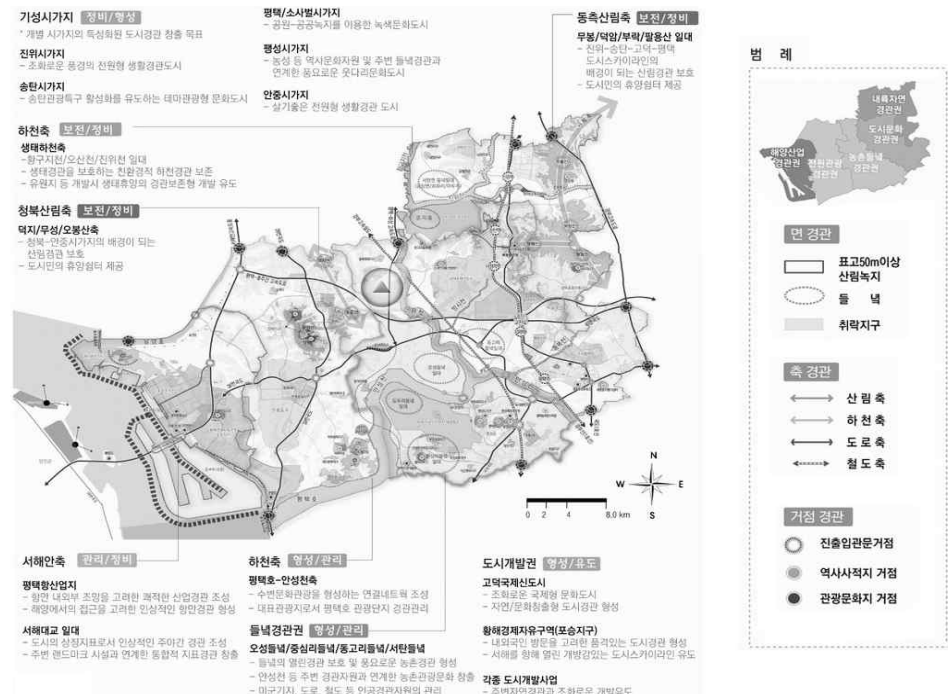 기성시가지 정비/형성
* 개별 시가지의 특성화된 도시경관 창출 목표
진위시가지
- 조화로운 풍경의 전원형 생활경관도시
송탄시가지
- 송탄관광특구 활성화를 유도하는 테마관광형 문화도시
평택/소사벌시가지
- 공원-공공녹지를 이용한 녹색문화도시
팽성시가지
- 농성 등 역사문화자원 및 주변 들녘경관과
연계한 풍요로운 웃다리문화도시
안중시가지
- 살기좋은 전원형 생활경관 도시
동측산림축 보전/정비
무봉/덕암/부락/팔용산 일대
- 진위-송탄-고덕-평택
도시스카이라인의
배경이 되는 산림경관 보호
- 도시민의 휴양쉼터 제공
하천축 보전/정비
생태하천축
-황구지천/오산천/진위천 일대
- 생태경관을 보호하는 친환경적 하천경관 보존
- 유원지 등 개발시 생태휴양의 경관보존형 개발 유도
청북산림축 보전/정비
덕지/무성/오봉산축
- 청북-안중시가지의 배경이 되는
산림경관 보호
- 도시민의 휴양쉼터 제공
평택호
N
W E
S
0 2 4 8.0 km
서해안축 관리/정비
평택항산업지
- 항만 내외부 조망을 고려한 쾌적한 산업경관 조성
- 해양에서의 접근을 고려한 인상적인 항만경관 형성
서해대교 일대
- 도시의 상징지표로서 인상적인 주야간 경관 조성
- 주변 랜드마크 시설과 연계한 통합적 지표경관 창출
하천축 형성/관리
평택호-안성천축
- 수변문화관광을 형성하는 연결네트웍 조성
- 대표관광지로서 평택호 관광단지 경관관리
들녘경관권 형성/관리
오성들녘/중심리들녘/동고리들녘/서탄들녘
- 들녘의 열린경관 보호 및 풍요로운 농촌경관 형성
- 안성천 등 주변 경관자원과 연계한 농촌관광문화 창출
- 미군기지, 도로, 철도 등 인공경관자원의 관리
도시개발권 형성/유도
고덕국제신도시
- 조화로운 국제형 문화도시
- 자연/문화창출형 도시경관 형성
황해경제자유구역(포승지구)
- 내외국인 방문을 고려한 품격있는 도시경관 형성
- 서해를 향해 열린 개방감있는 도시스카이라인 유도
각종 도시개발사업
- 주변자연경관과 조화로운 개발유도
범 례
내륙자연
경관권
도시문화
경관권
해양산업
경관권
전원관광
경관권
농촌들녘
경관권
면 경관
표고50m이상
산림녹지
들 녘
취락지구
축 경관
산 림 축
하 천 축
도 로 축
철 도 축
거점 경관
진출입관문거점
역사사적지 거점
관광문화지 거점